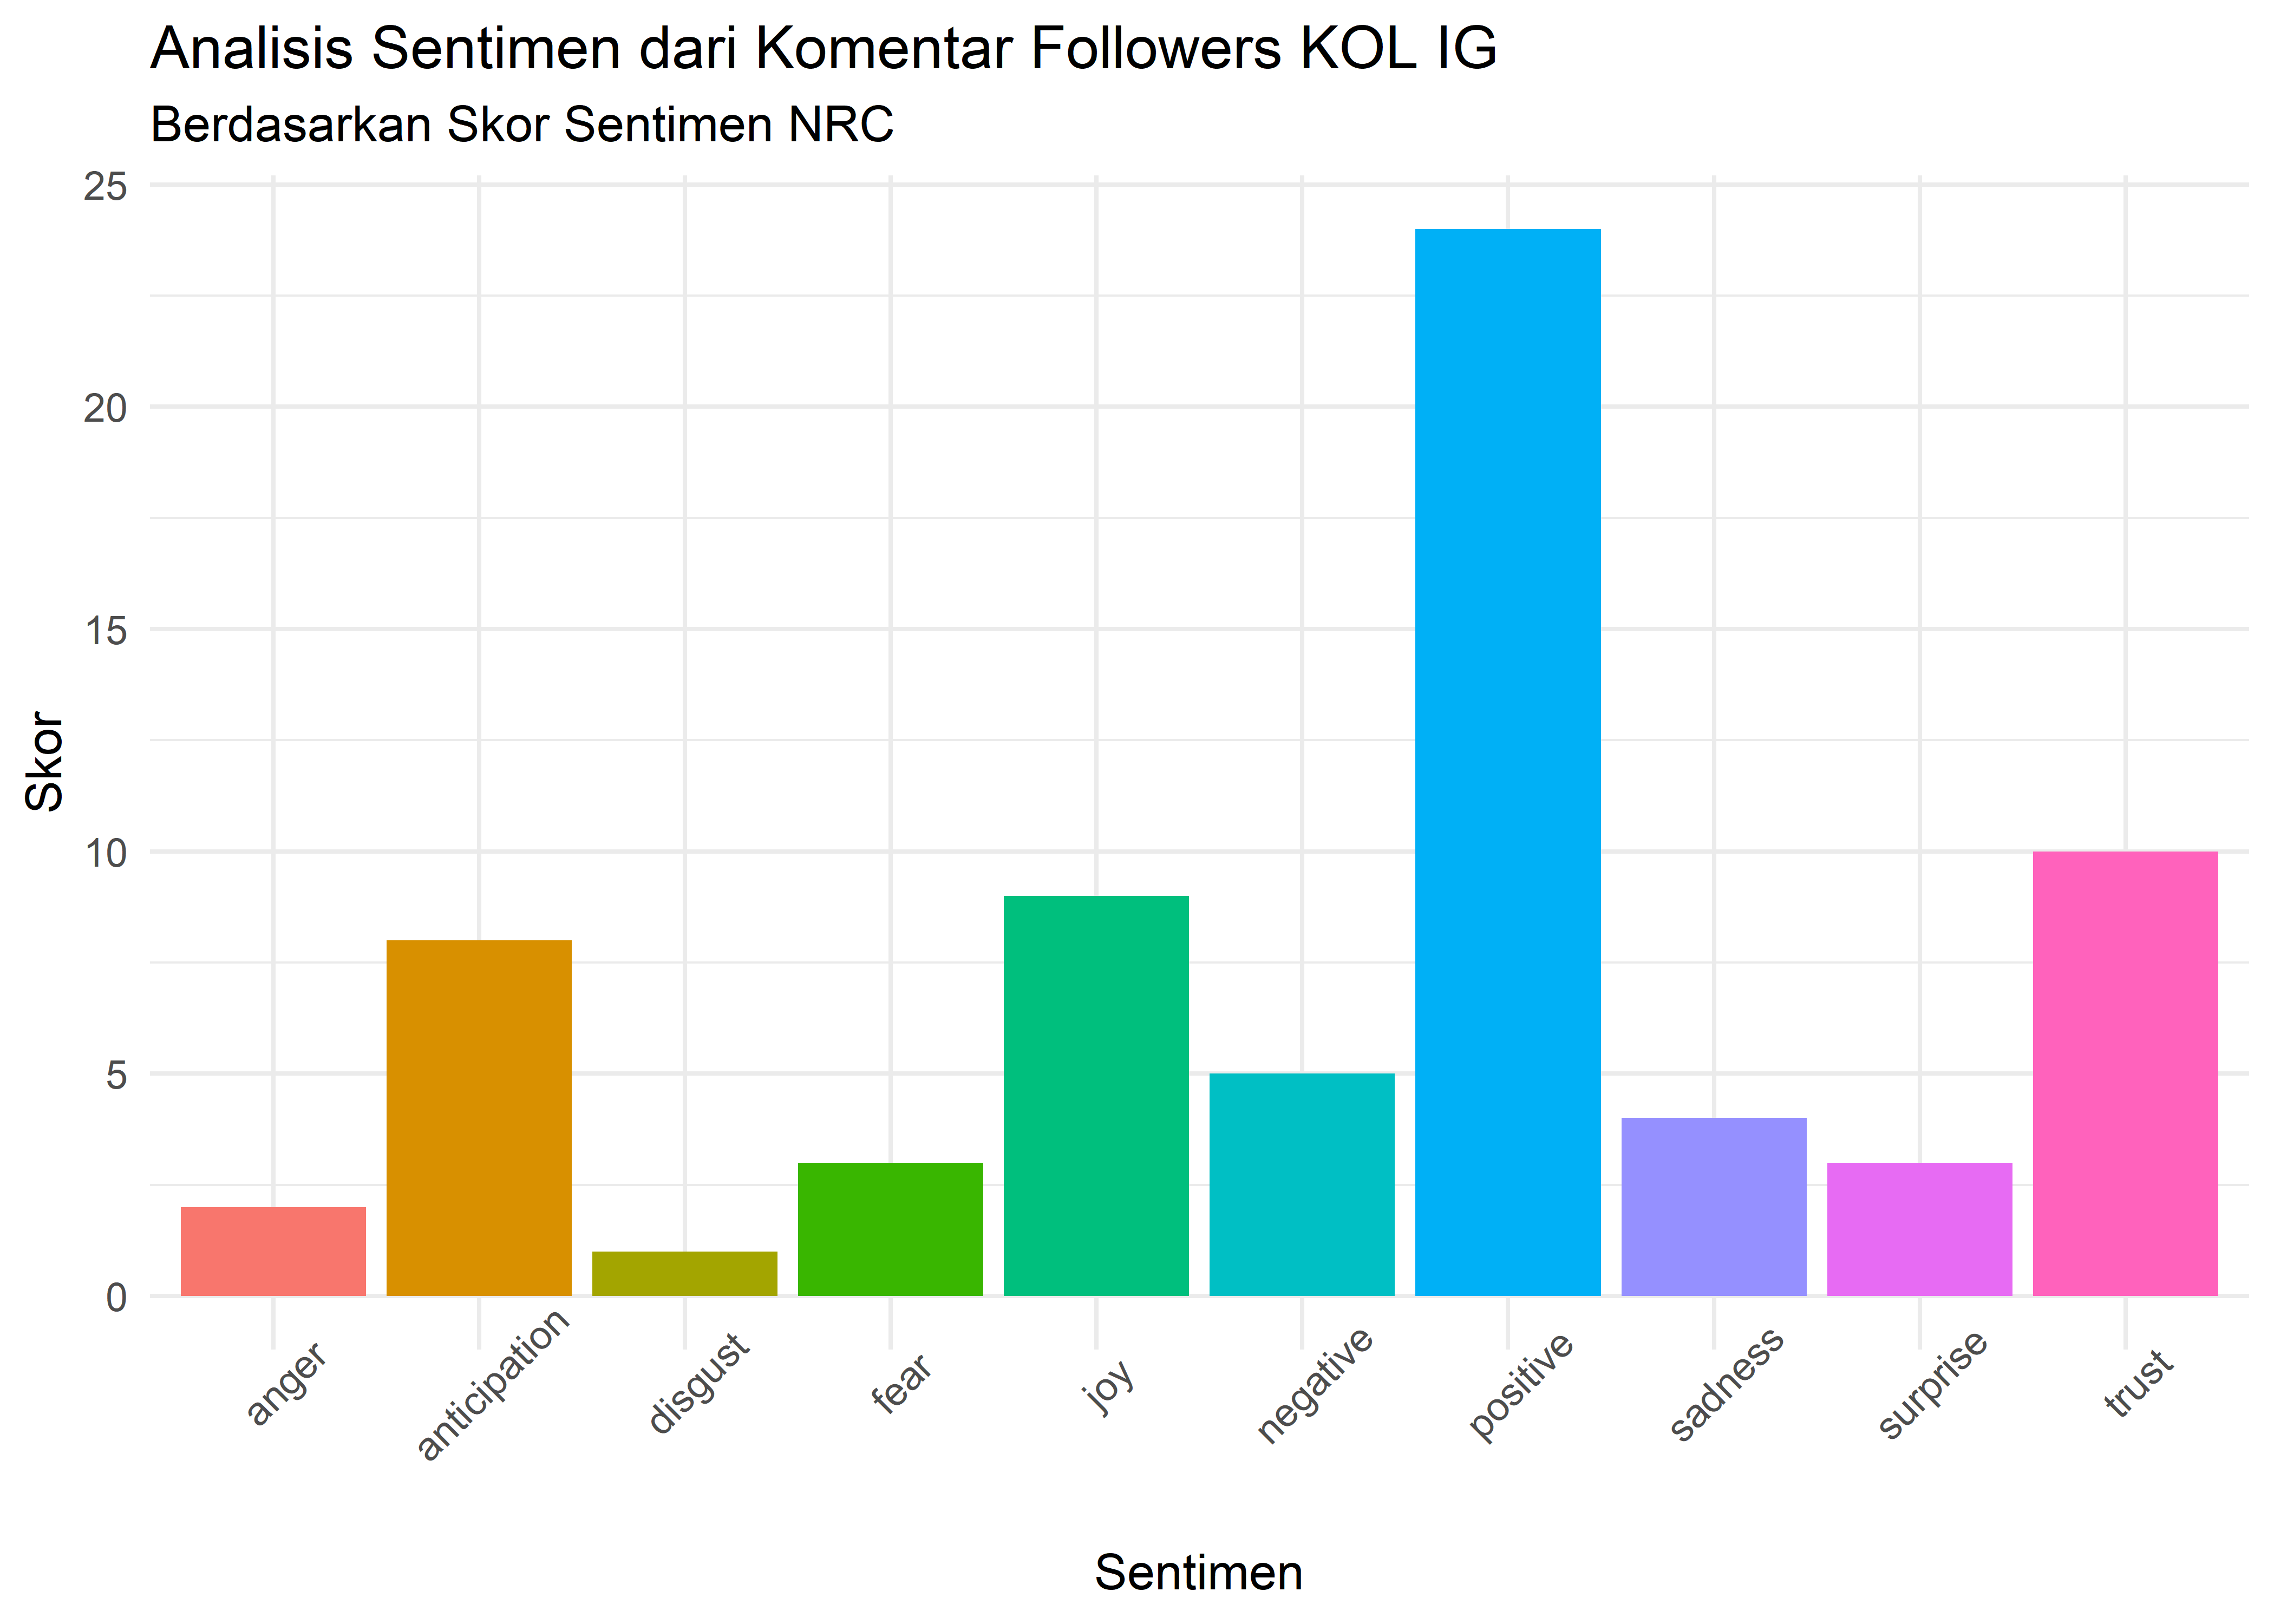 Analisis Sentimen dari Komentar Followers KOL IG
Berdasarkan Skor Sentimen NRC
25
20
15
10
5
0
Skor
anger
anticipation
disgust
fear
joy
negative
positive
sadness
surprise
trust
Sentimen